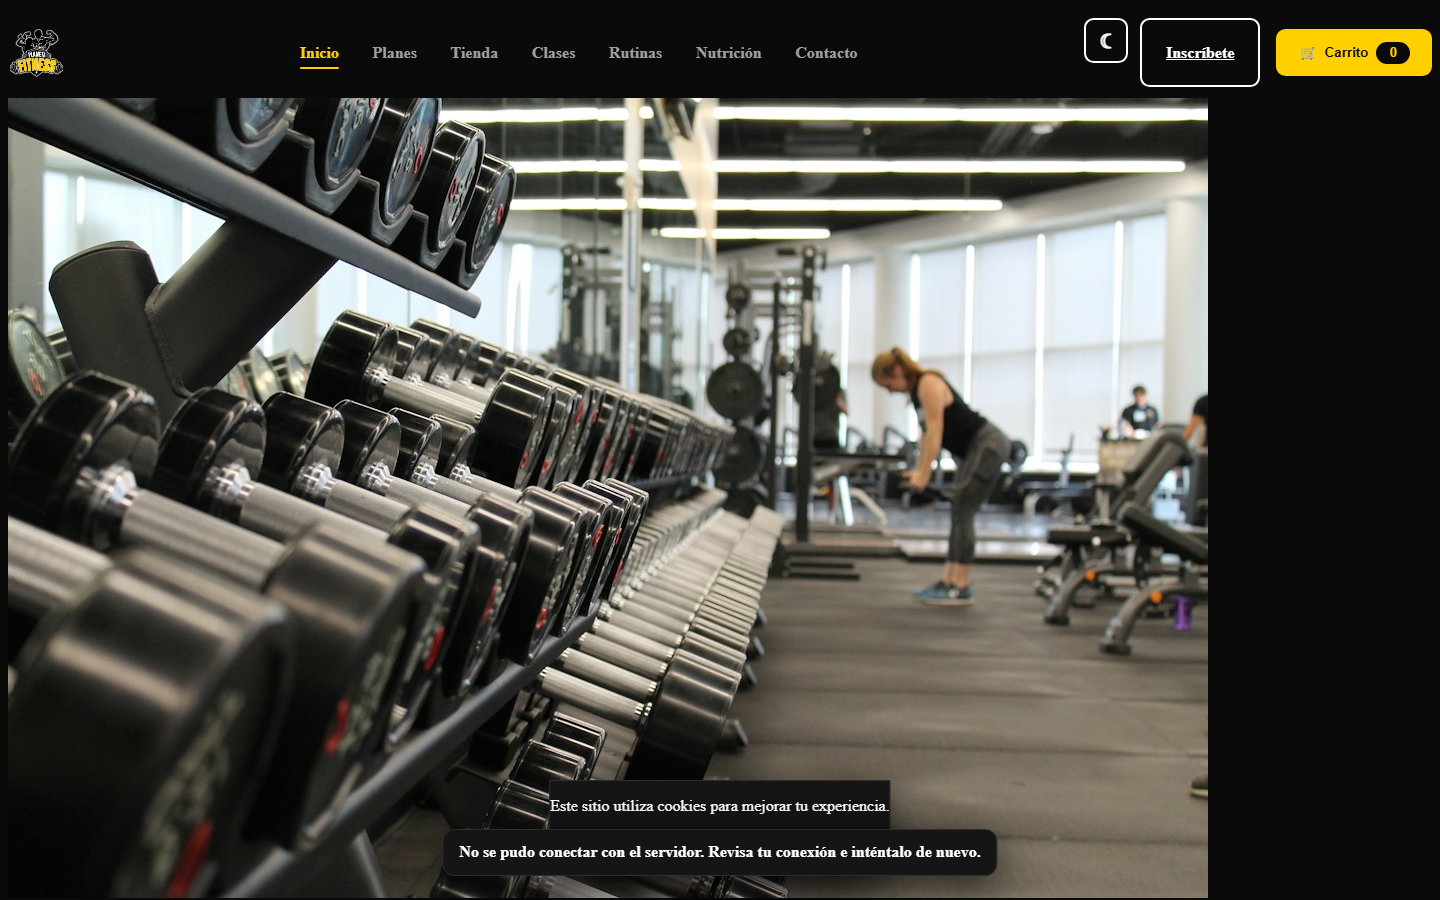 PLANET
FITNESS
Inicio
Planes
Tienda
Clases
Rutinas
Nutrición
Contacto
Inscríbete
Carrito
0
Este sitio utiliza cookies para mejorar tu experiencia.
No se pudo conectar con el servidor. Revisa tu conexión e inténtalo de nuevo.